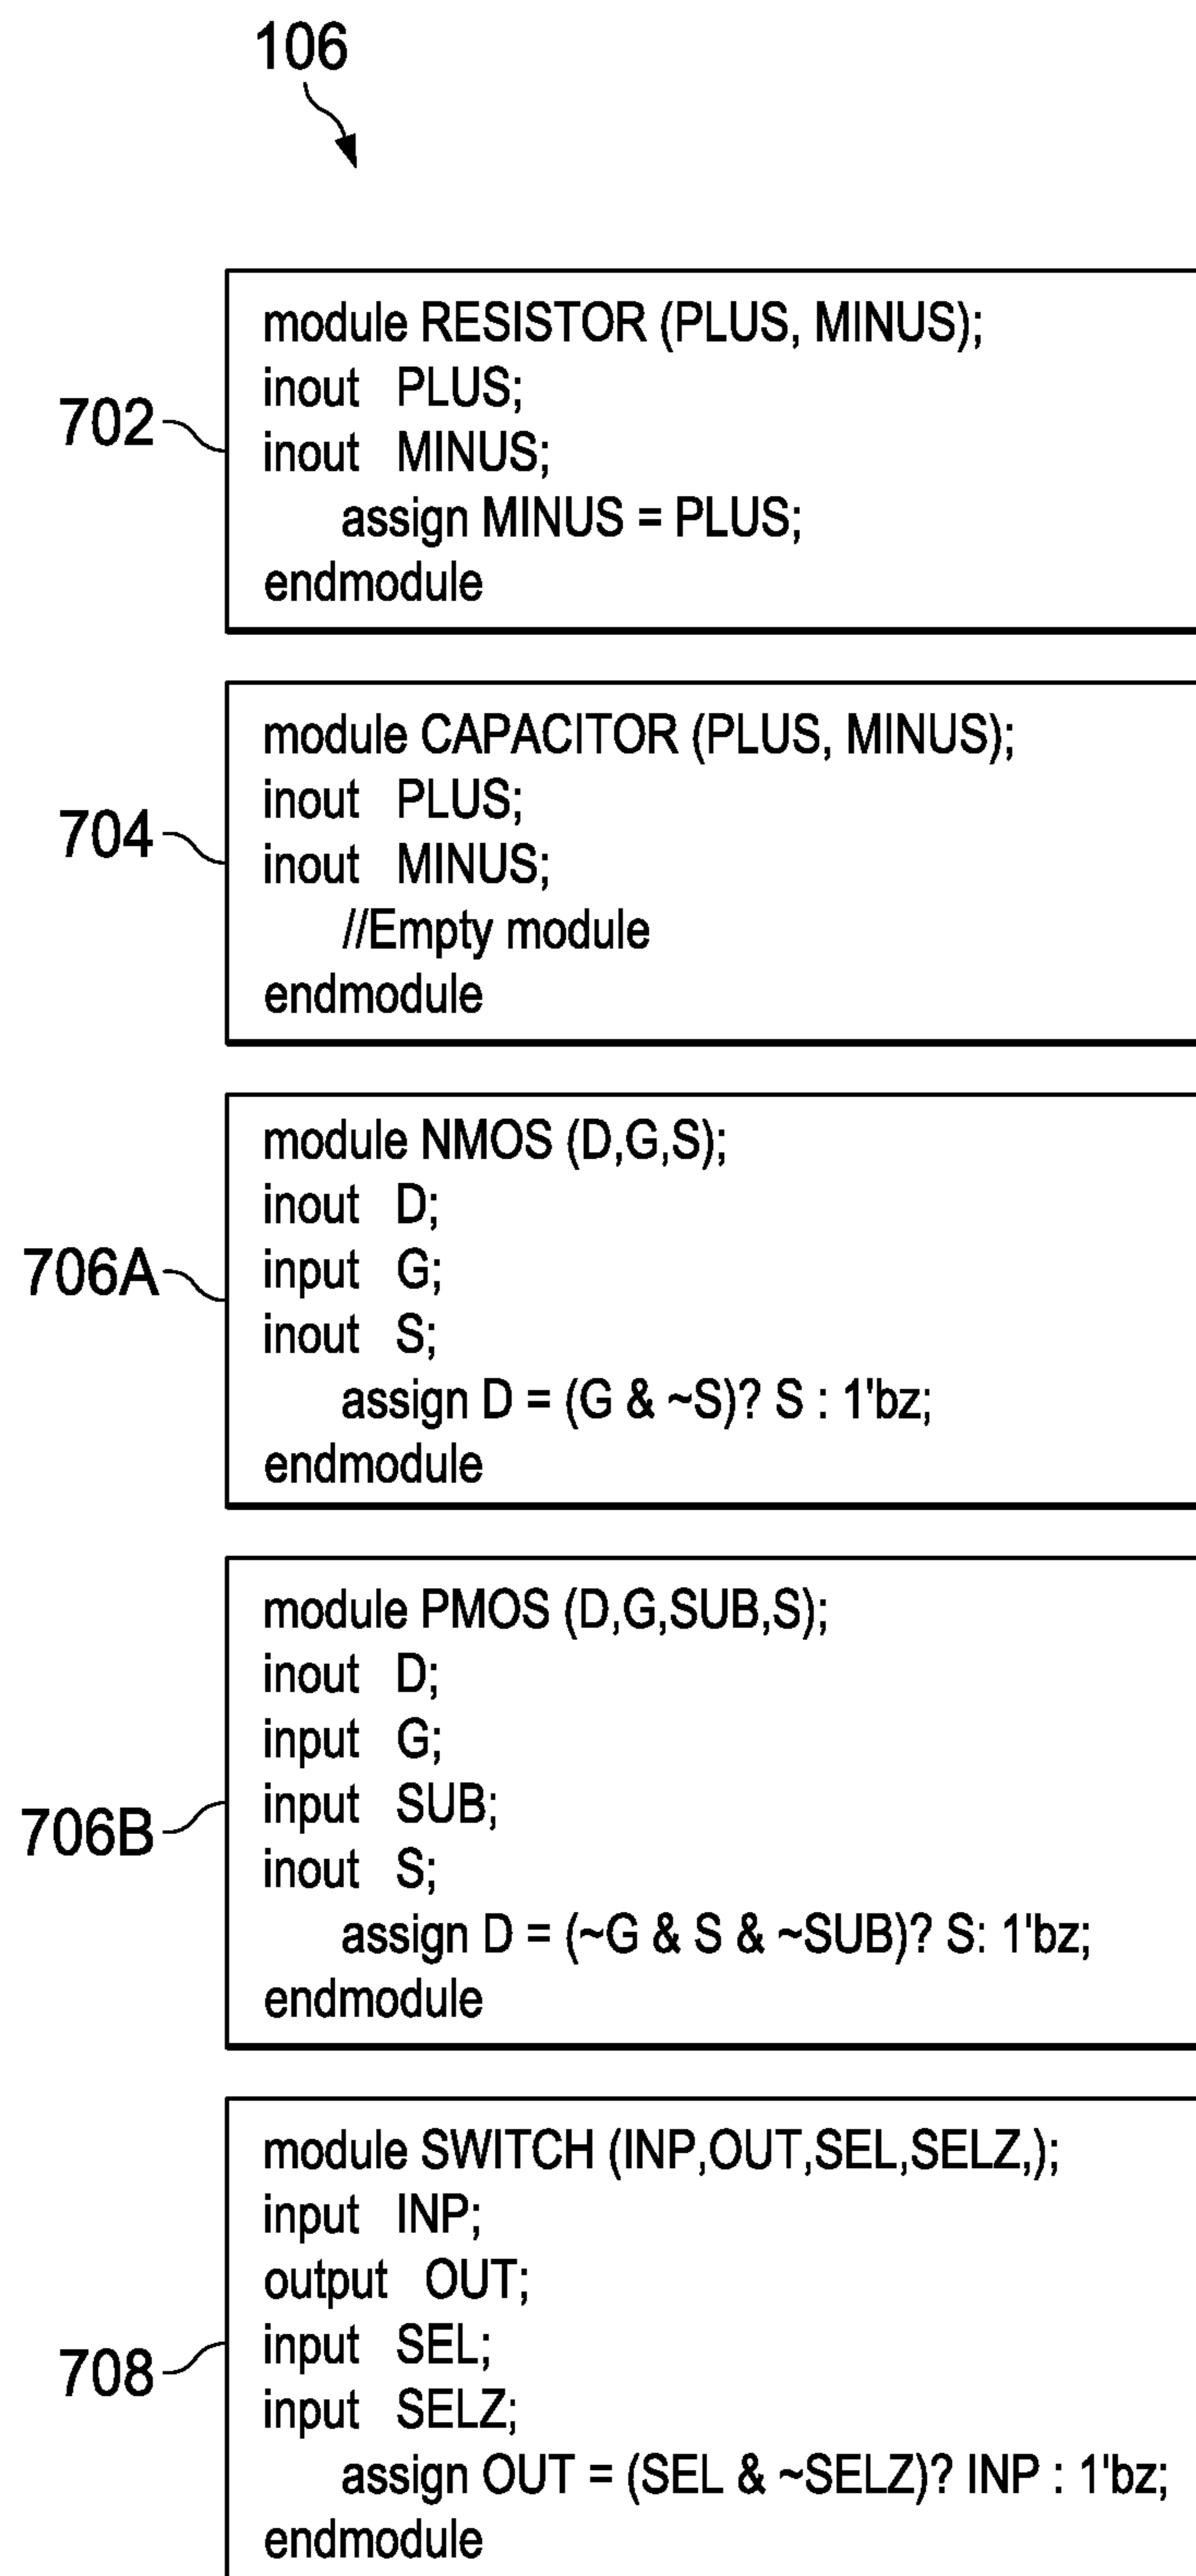 106
702
module RESISTOR (PLUS, MINUS);
inout PLUS;
inout MINUS;
assign MINUS = PLUS;
endmodule
704
module CAPACITOR (PLUS, MINUS);
inout PLUS;
inout MINUS;
//Empty module
endmodule
706A
module NMOS (D,G,S);
inout D;
input G;
inout S;
assign D = (G & ~S)? S : 1'bz;
endmodule
706B
module PMOS (D,G,SUB,S);
inout D;
input G;
input SUB;
inout S;
assign D = (~G & S & ~SUB)? S: 1'bz;
endmodule
708
module SWITCH (INP,OUT,SEL,SELZ,);
input INP;
output OUT;
input SEL;
input SELZ;
assign OUT = (SEL & ~SELZ)? INP : 1'bz;
endmodule